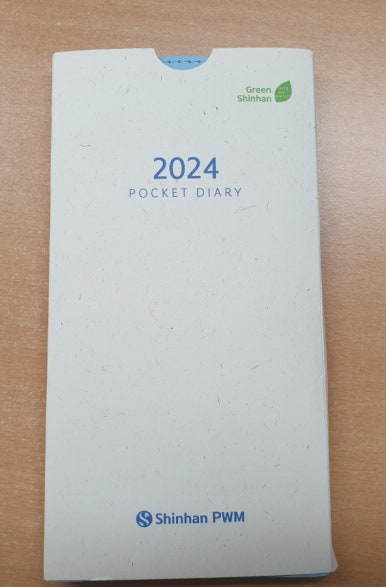 Green
Shinhan
2024
POCKET DIARY
Shinhan PWM